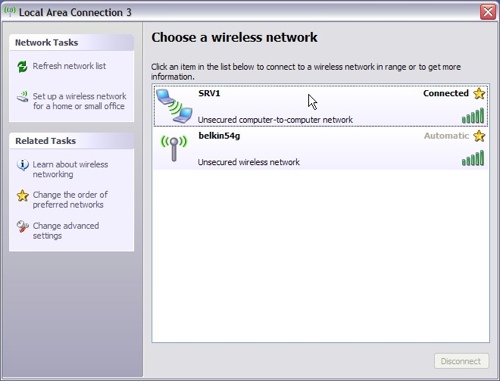 Local Area Connection 3
Network Tasks
Refresh network list
Set up a wireless network
for a home or small office
Related Tasks
Learn about wireless
networking
Change the order of
preferred networks
Change advanced
settings
Choose a wireless network
Click an item in the list below to connect to a wireless network in range or to get more
information.
SRV1 Connected
Unsecured computer-to-computer network
belkin54g Automatic
Unsecured wireless network
Disconnect